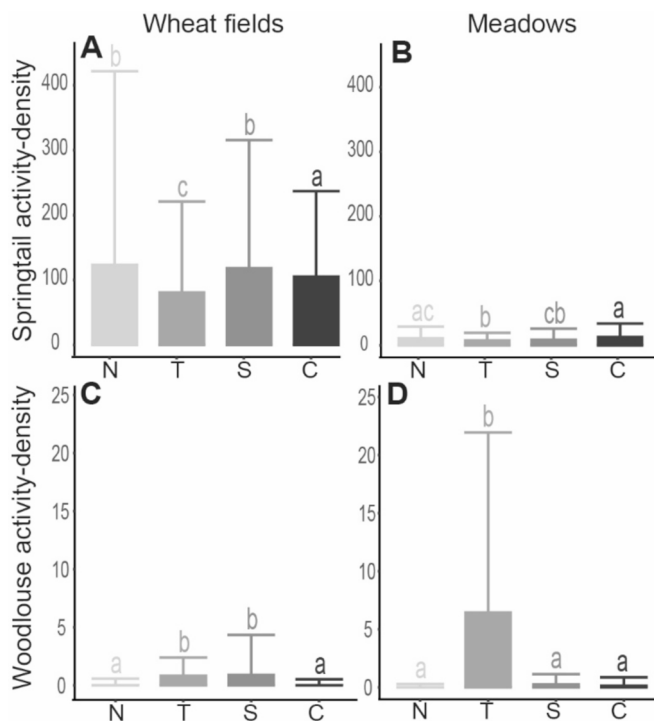 Wheat fields Meadows
A B
Springtail activity-density
400 400
300 300
200 200
100 100
0 0
b c b a
ac b cb a
N T S C N T S C
C D
Woodlouse activity-density
25 25
20 20
15 15
10 10
5 5
0 0
a b b a
b
a a a
N T S C N T S C